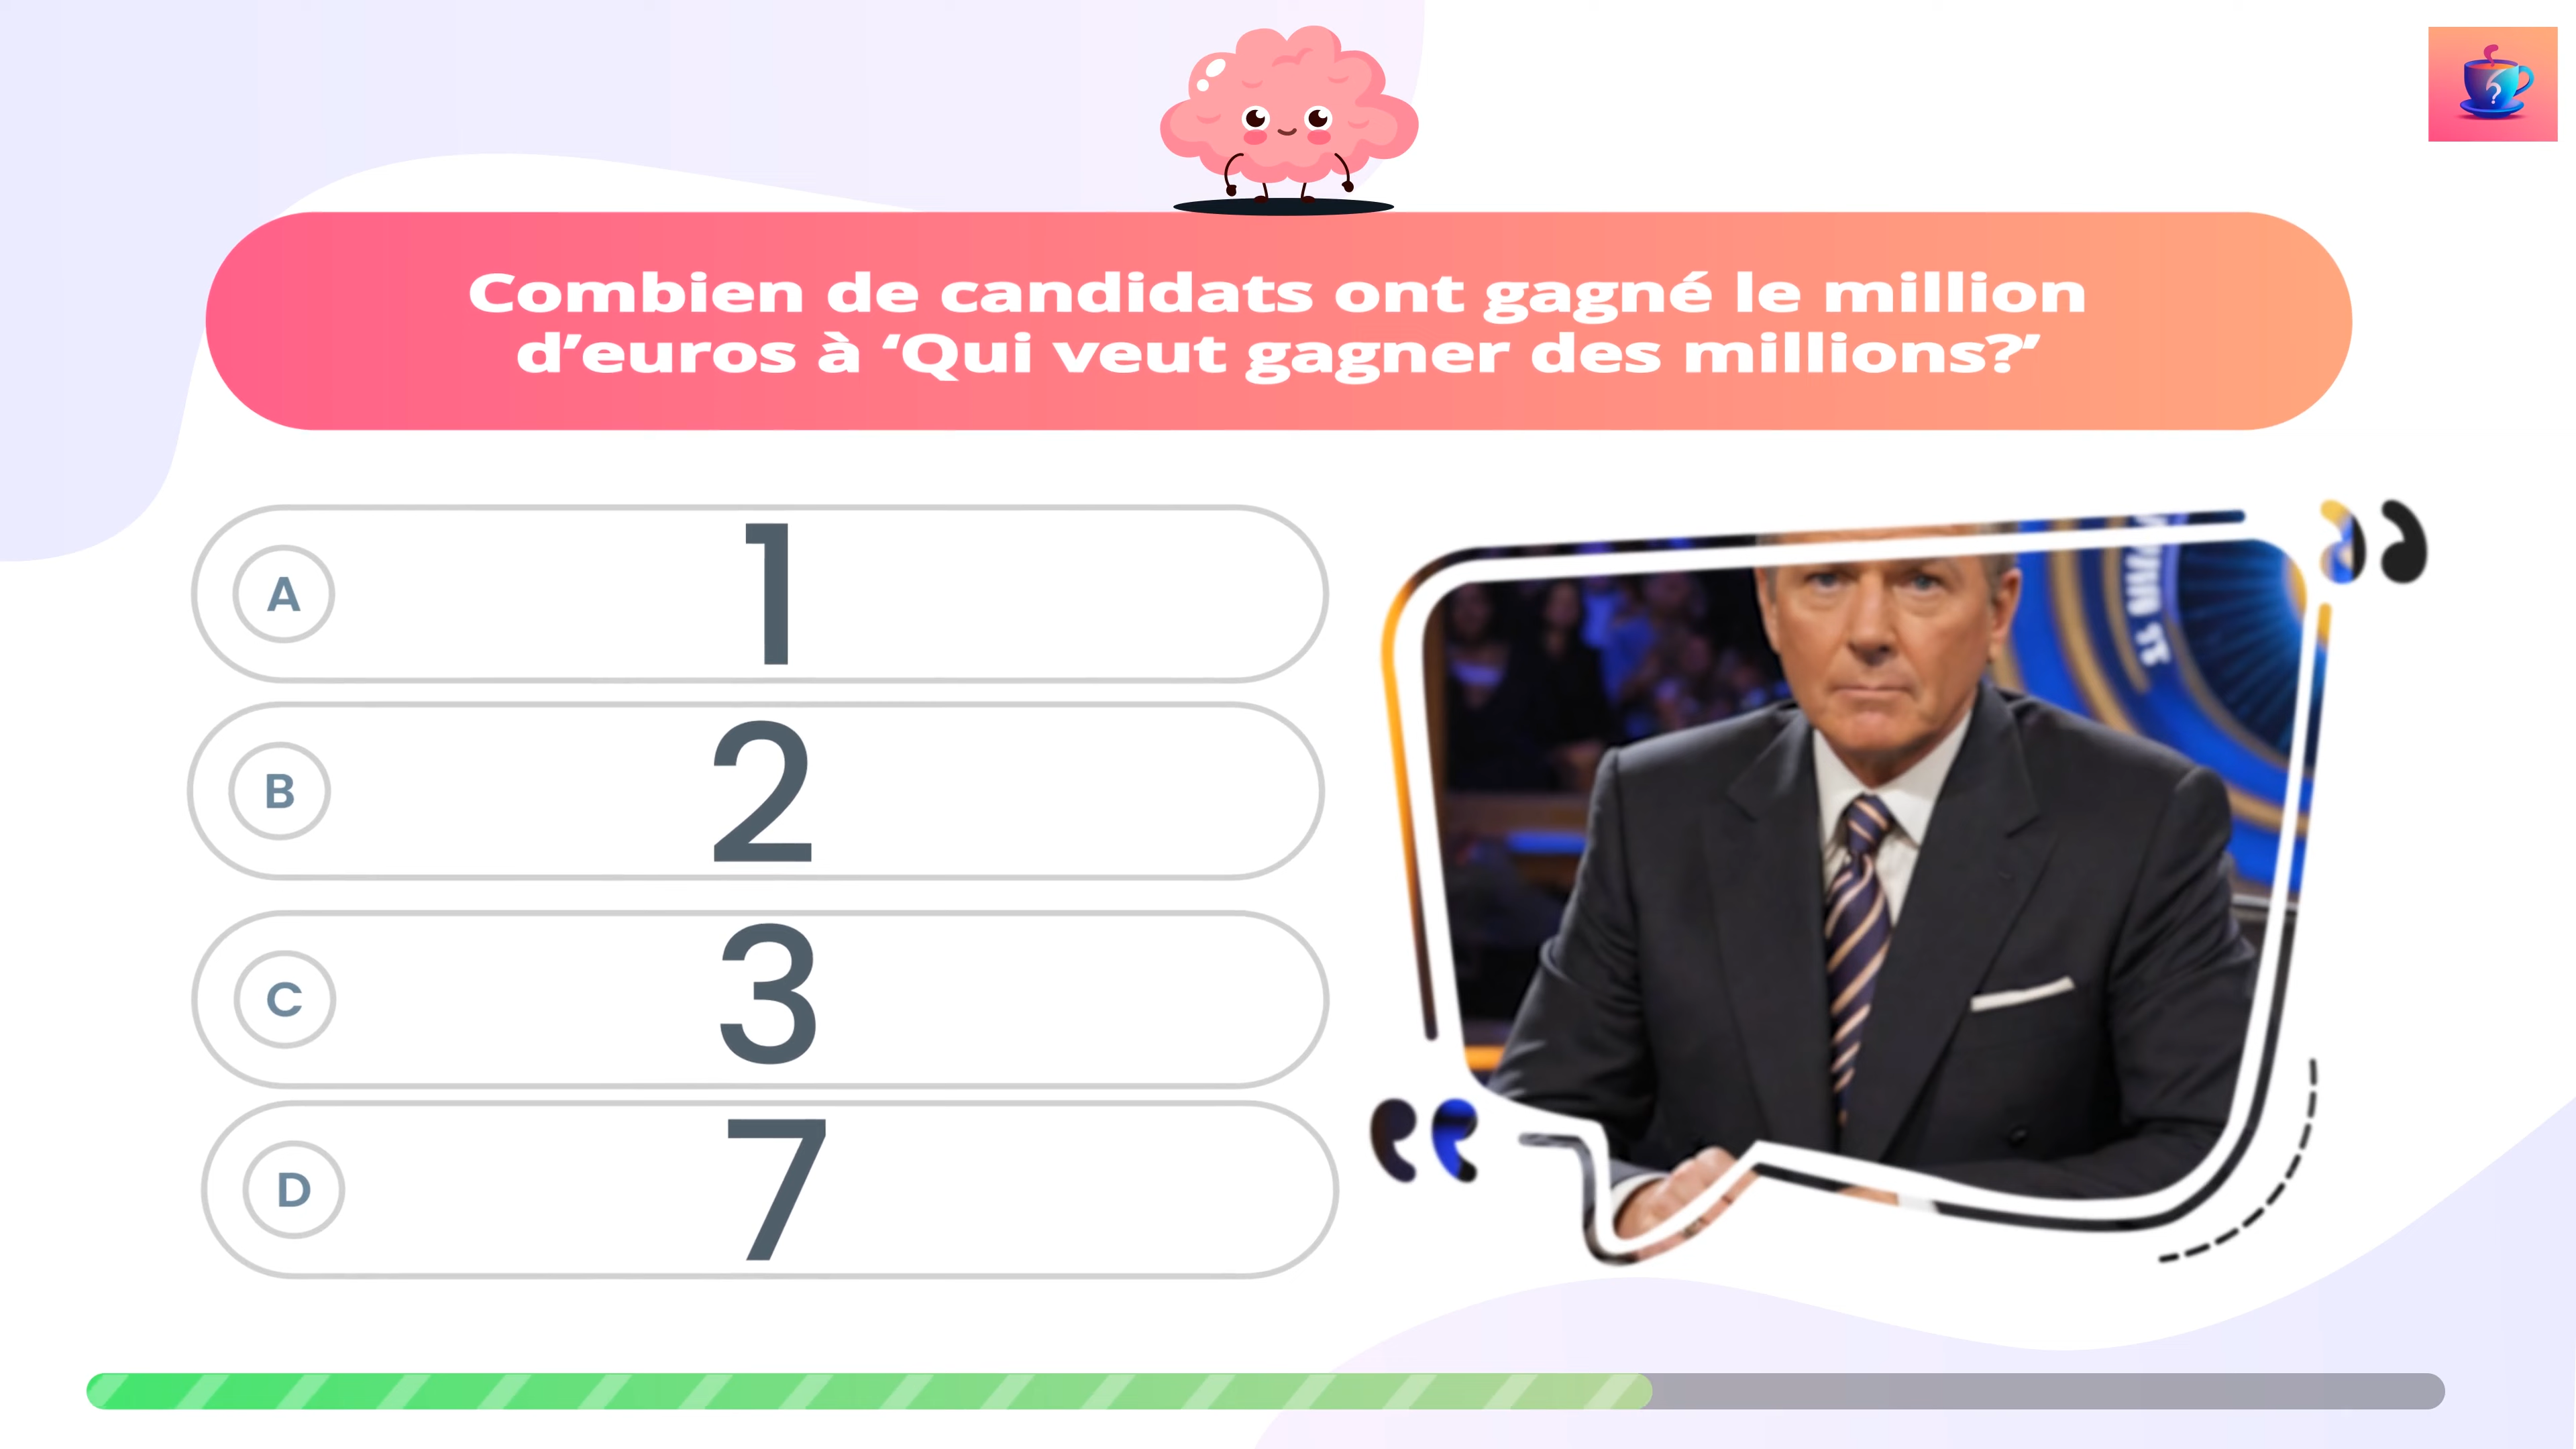 Combien de candidats ont gagné le million
d’euros à ‘Qui veut gagner des millions?’
A 1
B 2
C 3
D 7
?